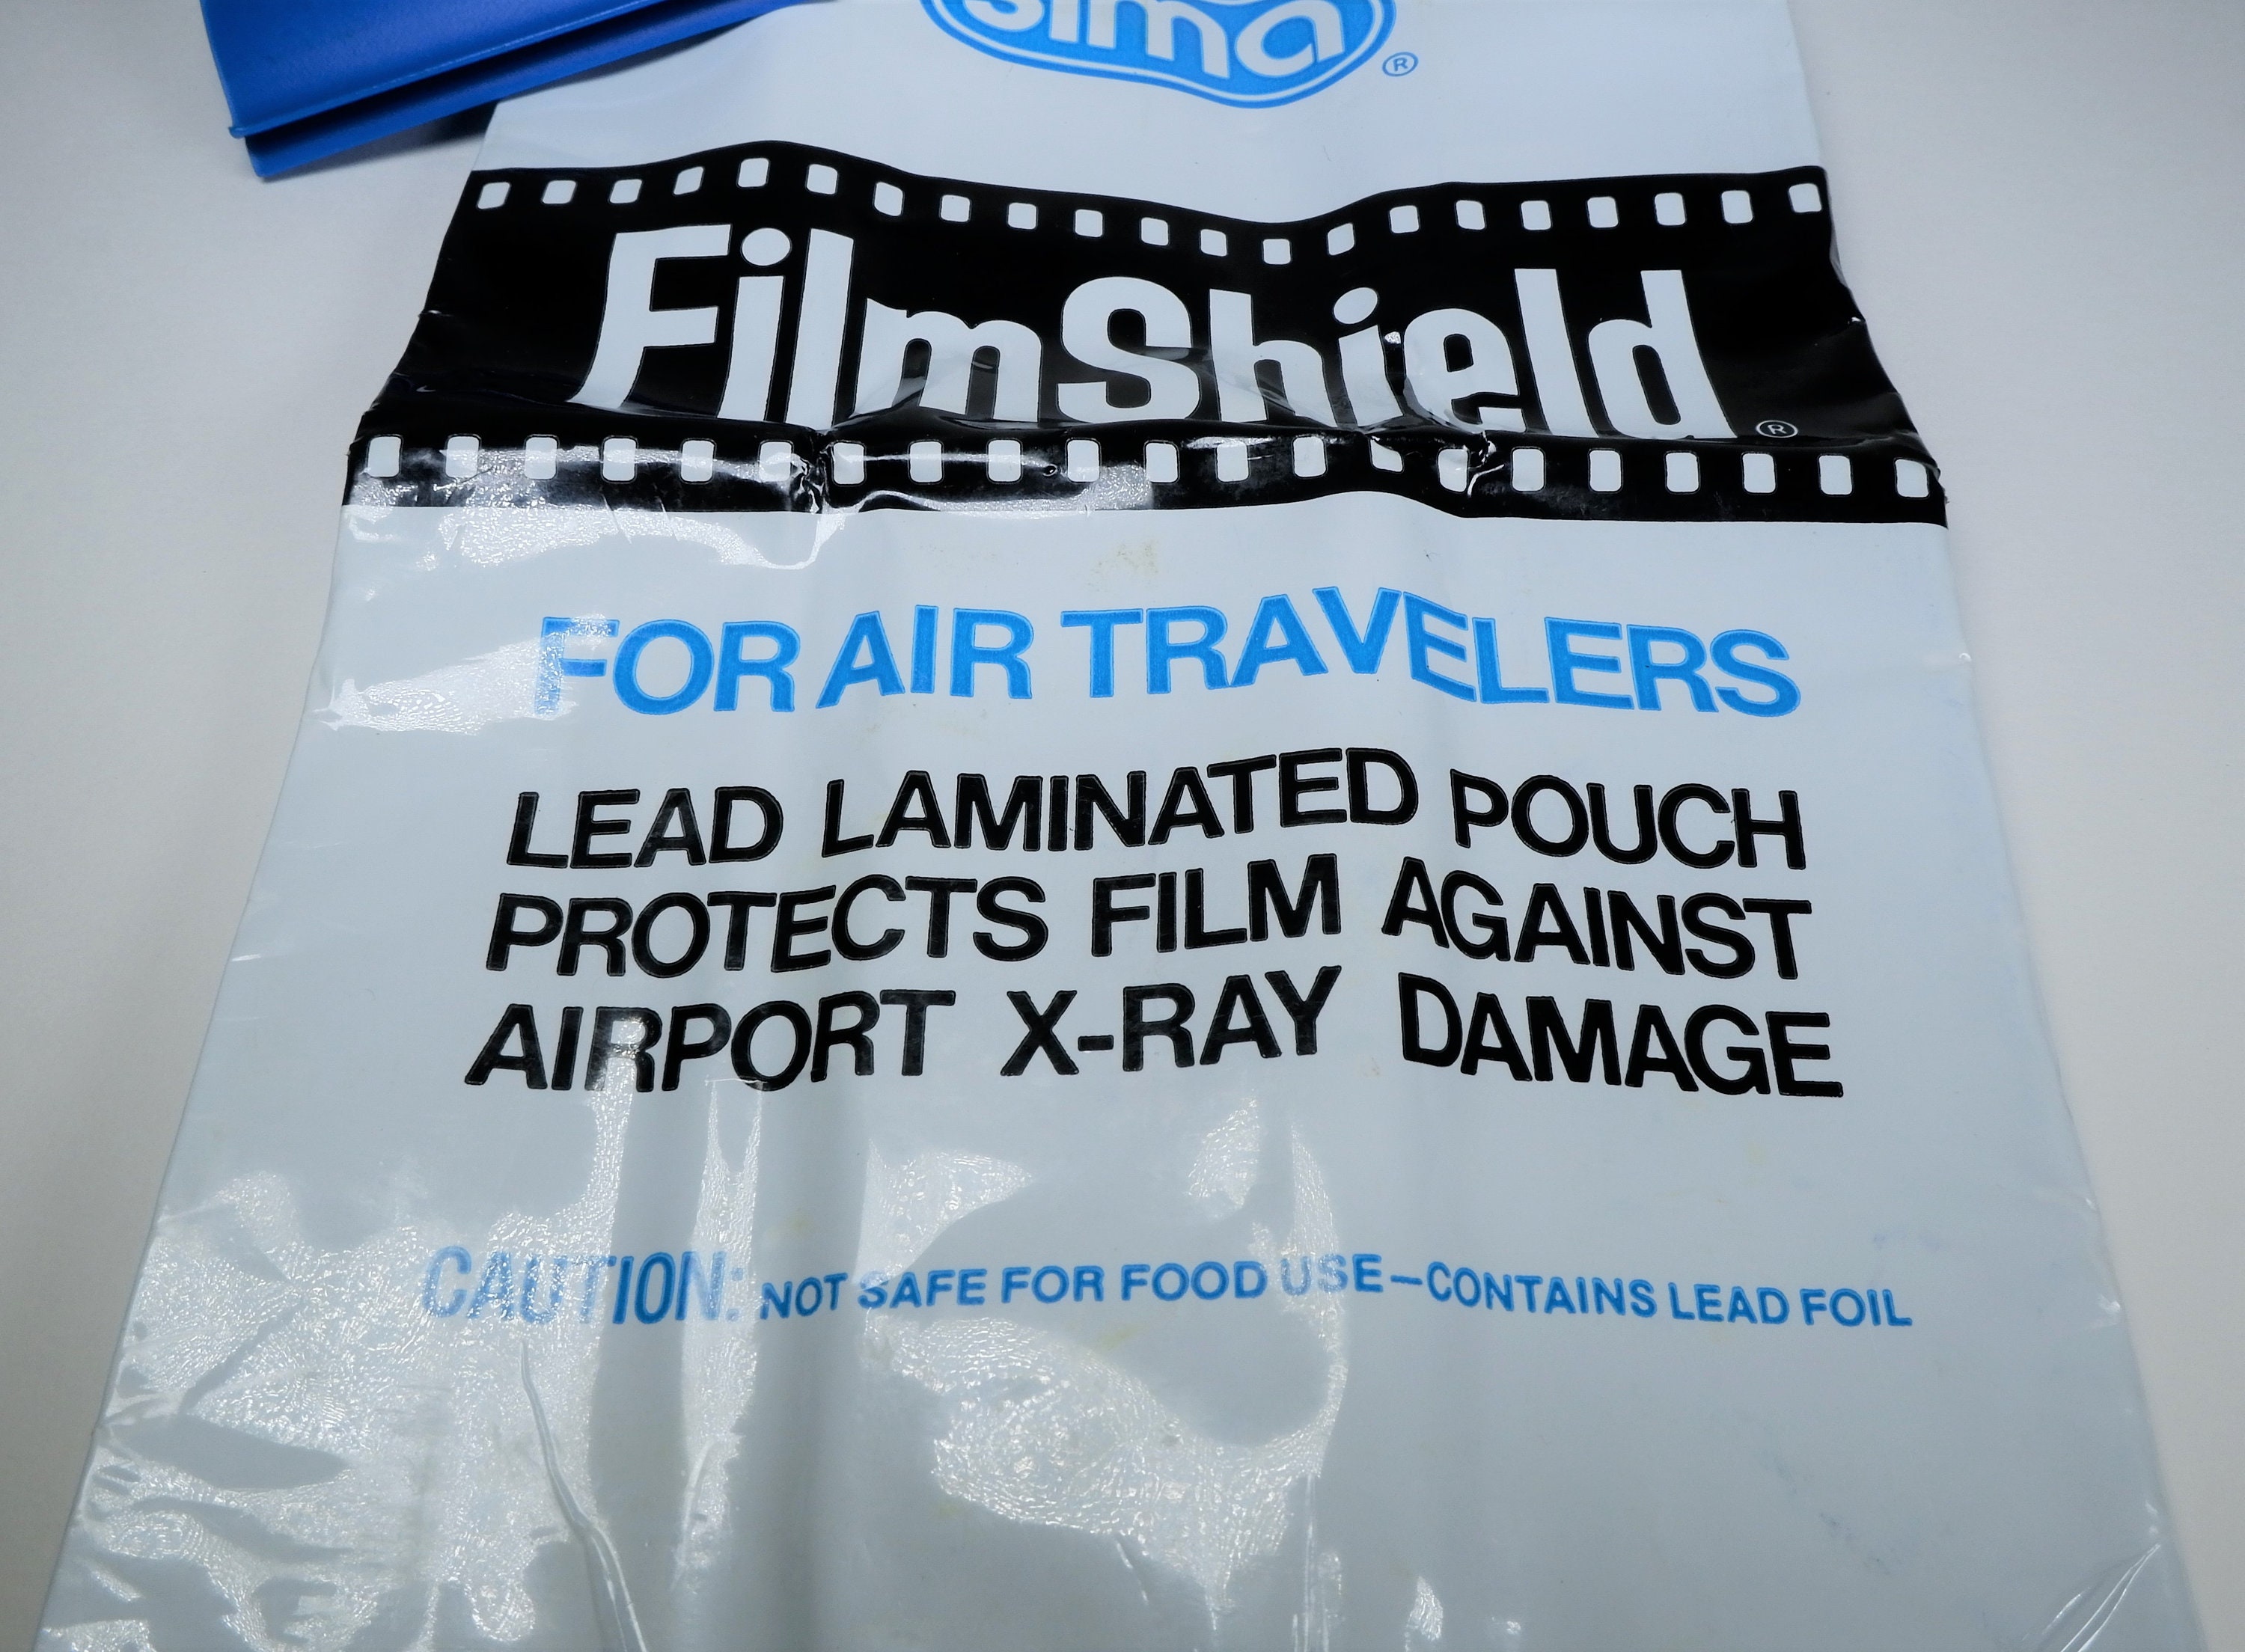 sima ®
FilmShield ®
FOR AIR TRAVELERS
LEAD LAMINATED POUCH
PROTECTS FILM AGAINST
AIRPORT X-RAY DAMAGE
CAUTION: NOT SAFE FOR FOOD USE—CONTAINS LEAD FOIL